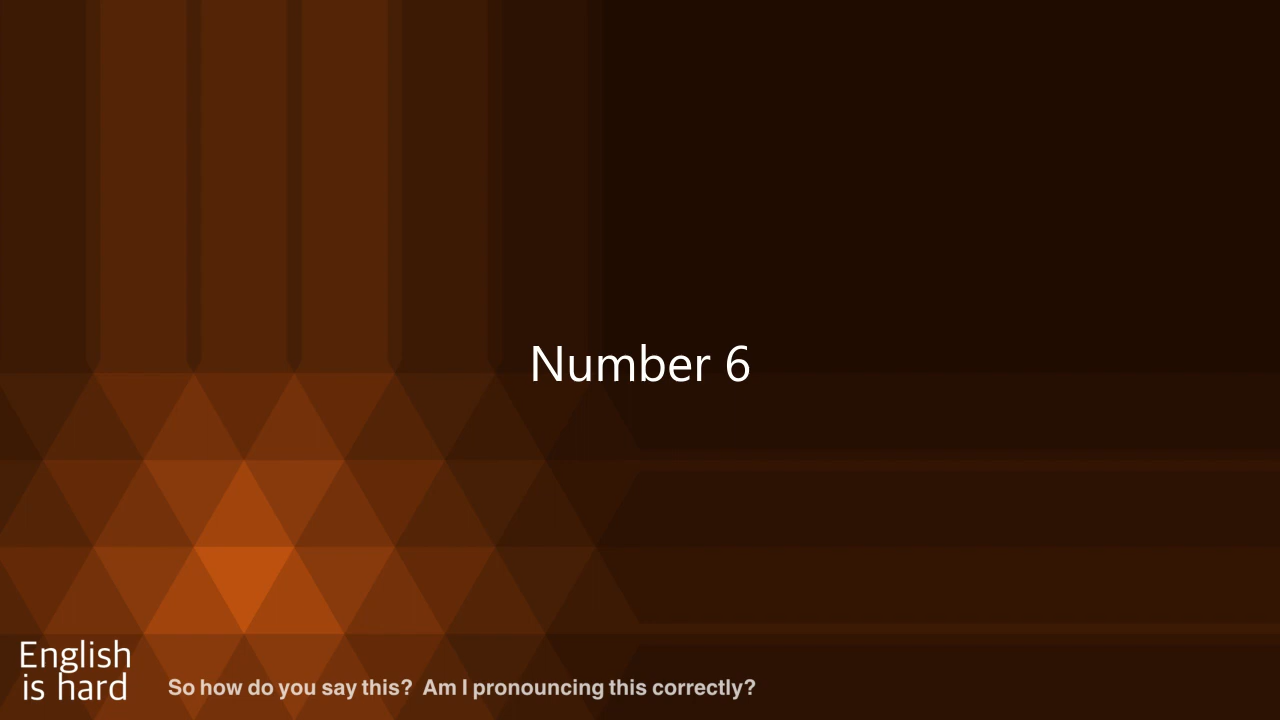 Number 6
English
is hard
So how do you say this? Am I pronouncing this correctly?